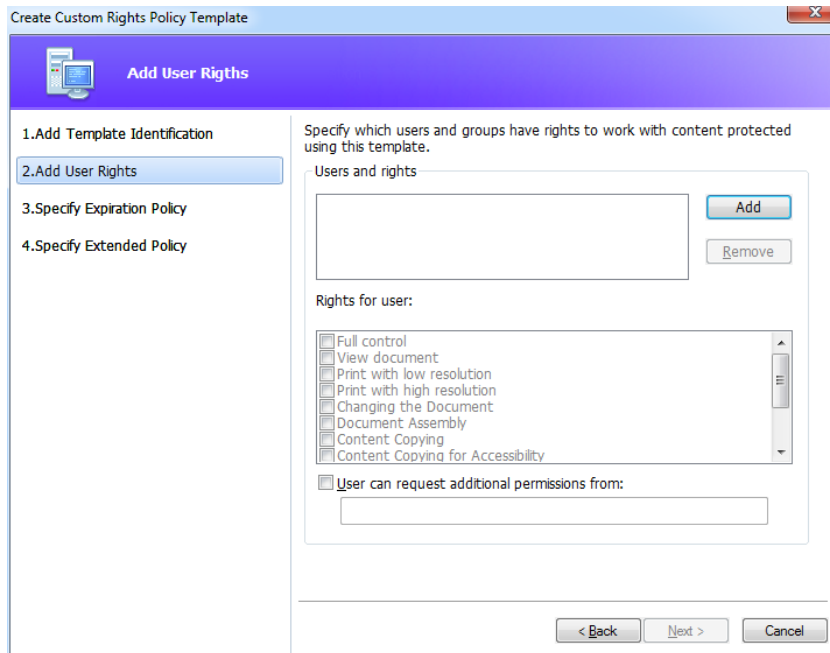 Create Custom Rights Policy Template
Add User Rigths
1.Add Template Identification
2.Add User Rights
3.Specify Expiration Policy
4.Specify Extended Policy
Specify which users and groups have rights to work with content protected
using this template.
Users and rights
Add
Remove
Rights for user:
Full control
View document
Print with low resolution
Print with high resolution
Changing the Document
Document Assembly
Content Copying
Content Copying for Accessibility
User can request additional permissions from:
< Back
Next >
Cancel